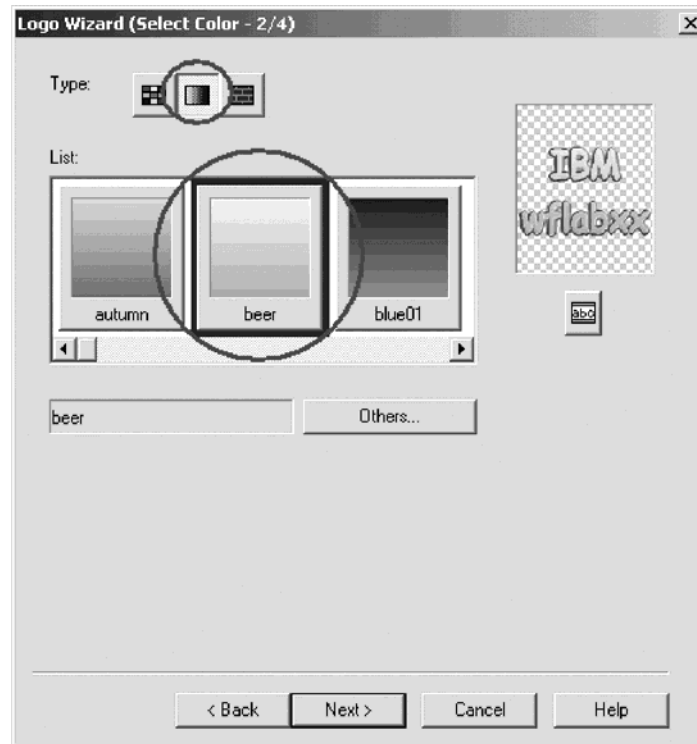 Logo Wizard (Select Color - 2/4)
Type:
List:
IBM
wflabxx
autumn
beer
blue01
abc
beer
Others...
< Back
Next >
Cancel
Help